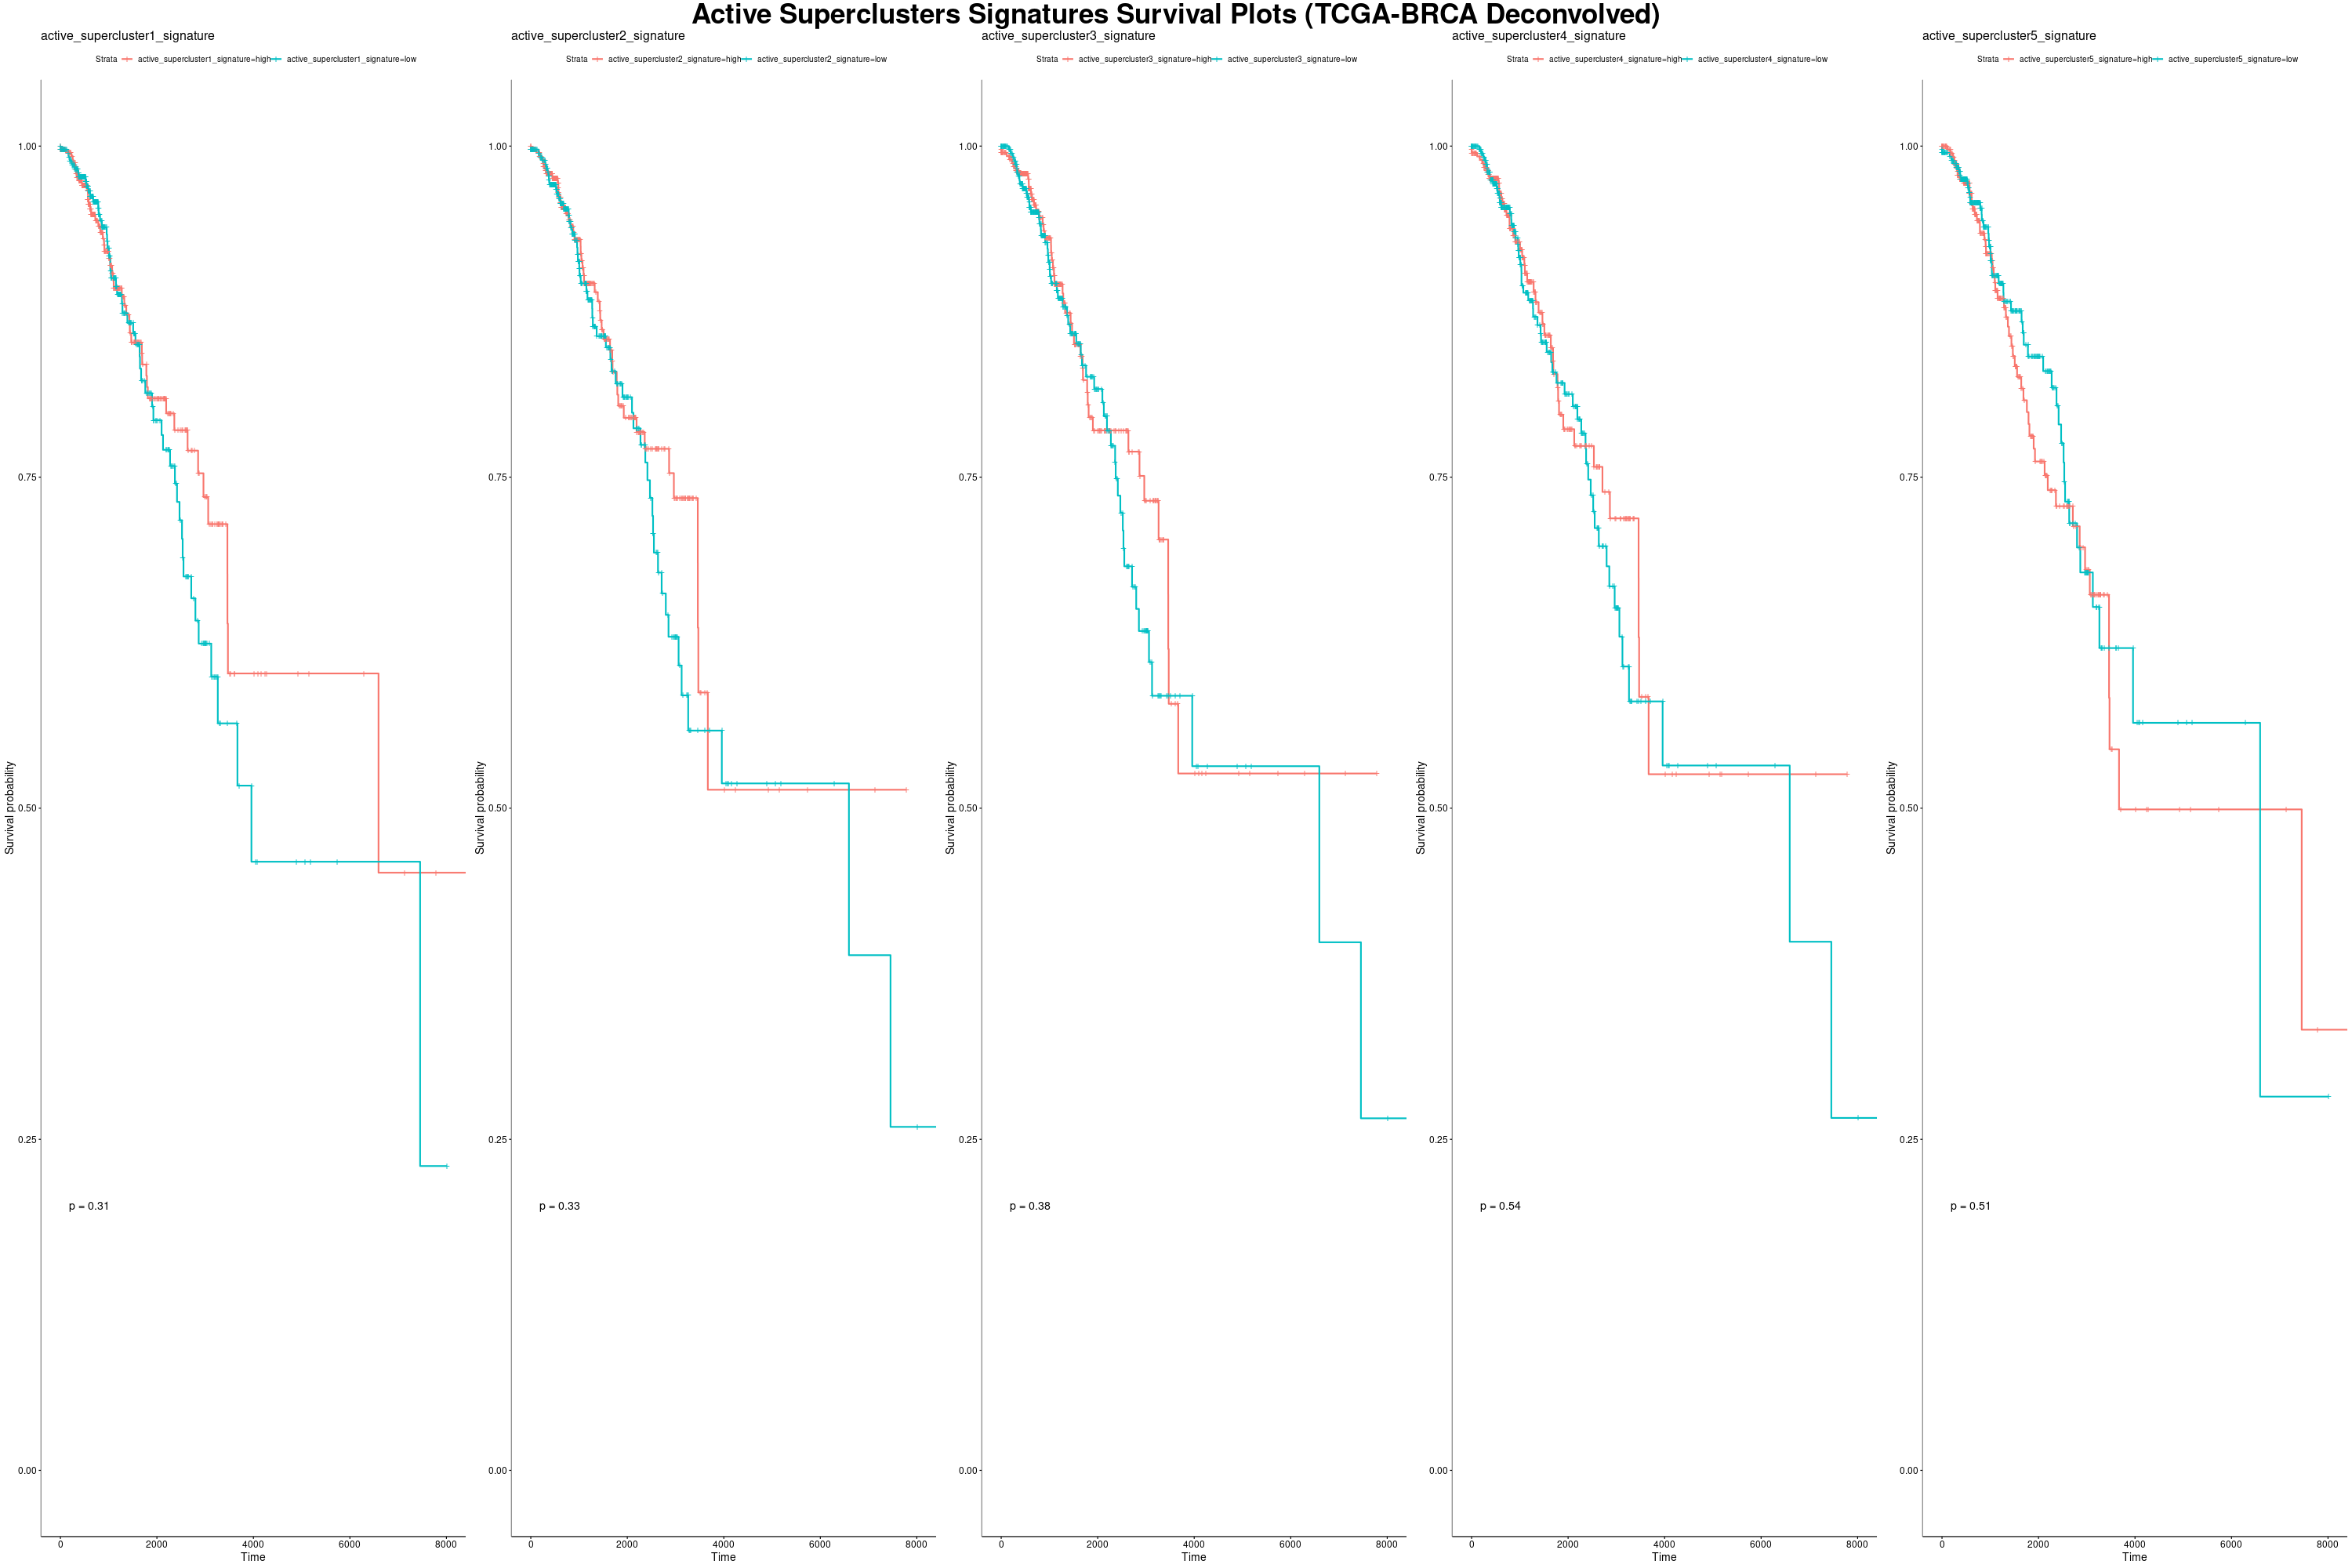 Active Superclusters Signatures Survival Plots (TCGA-BRCA Deconvolved)
active_supercluster1_signature
Strata active_supercluster1_signature=high active_supercluster1_signature=low
1.00
0.75
0.50
0.25
0.00
Survival probability
p = 0.31
0 2000 4000 6000 8000
Time
active_supercluster2_signature
Strata active_supercluster2_signature=high active_supercluster2_signature=low
1.00
0.75
0.50
0.25
0.00
Survival probability
p = 0.33
0 2000 4000 6000 8000
Time
active_supercluster3_signature
Strata active_supercluster3_signature=high active_supercluster3_signature=low
1.00
0.75
0.50
0.25
0.00
Survival probability
p = 0.38
0 2000 4000 6000 8000
Time
active_supercluster4_signature
Strata active_supercluster4_signature=high active_supercluster4_signature=low
1.00
0.75
0.50
0.25
0.00
Survival probability
p = 0.54
0 2000 4000 6000 8000
Time
active_supercluster5_signature
Strata active_supercluster5_signature=high active_supercluster5_signature=low
1.00
0.75
0.50
0.25
0.00
Survival probability
p = 0.51
0 2000 4000 6000 8000
Time